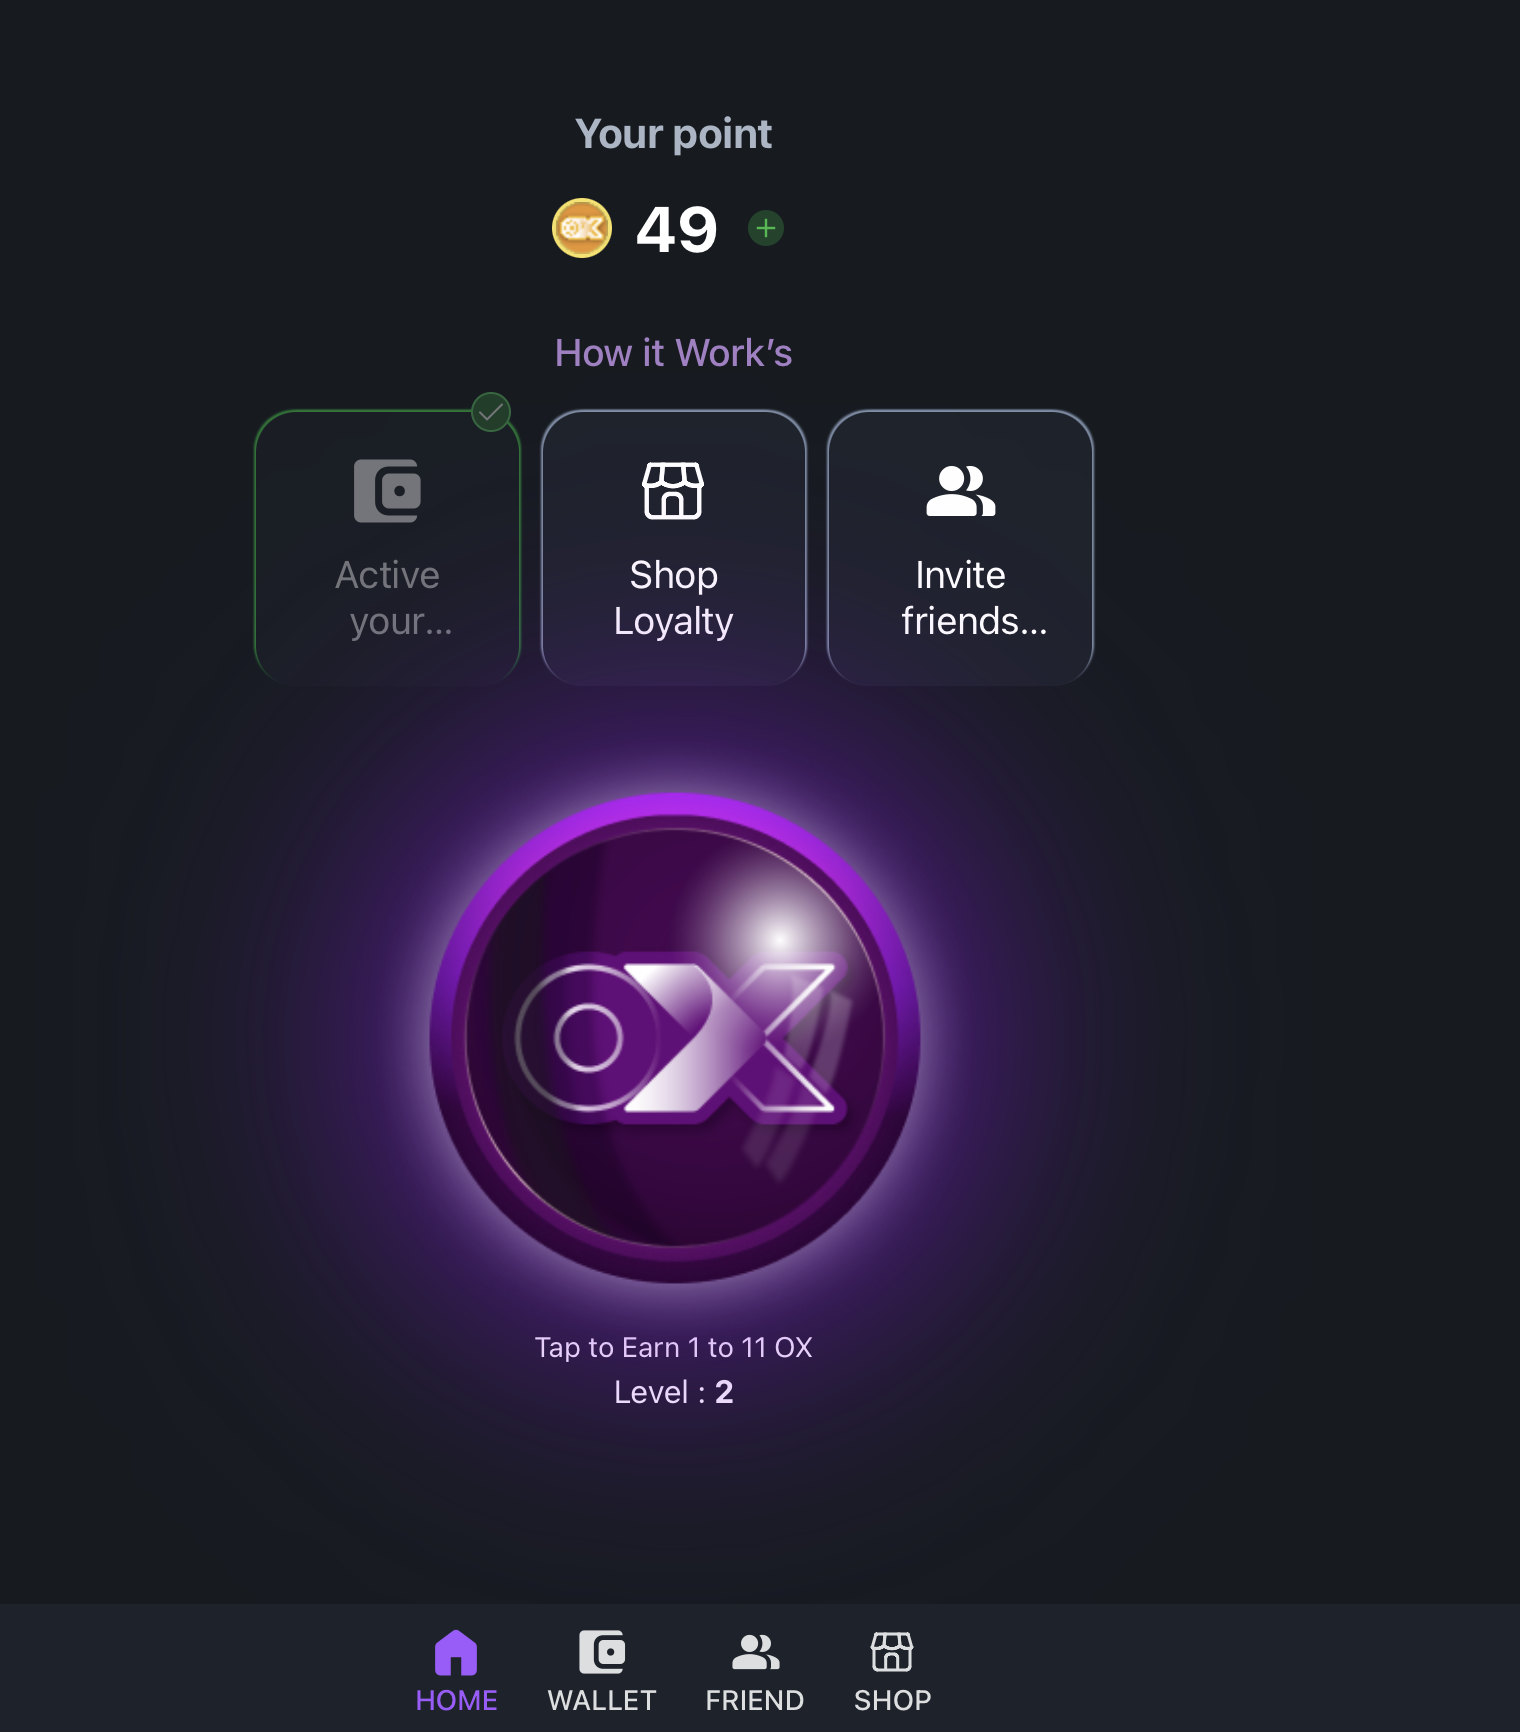 Your point
OX 49 +
How it Work’s
Active
your...
Shop
Loyalty
Invite
friends...
OX
Tap to Earn 1 to 11 OX
Level : 2
HOME WALLET FRIEND SHOP